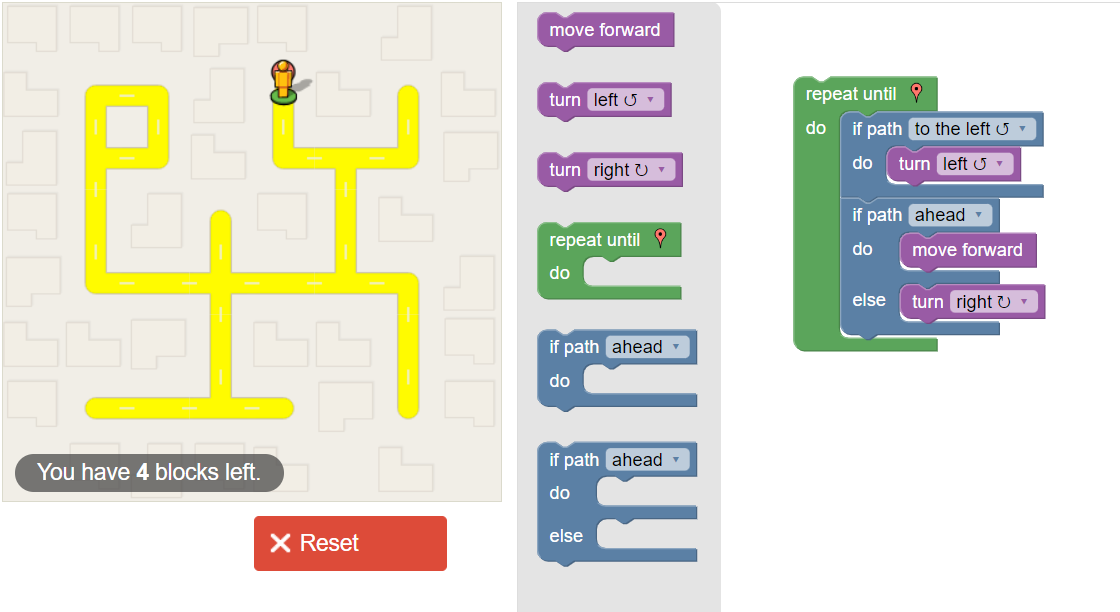 You have 4 blocks left.
Reset
move forward
turn left ↺ ▼
turn right ↻ ▼
repeat until
do
if path ahead ▼
do
if path ahead ▼
do
else
repeat until
do if path to the left ↺ ▼
do turn left ↺ ▼
if path ahead ▼
do move forward
else turn right ↻ ▼